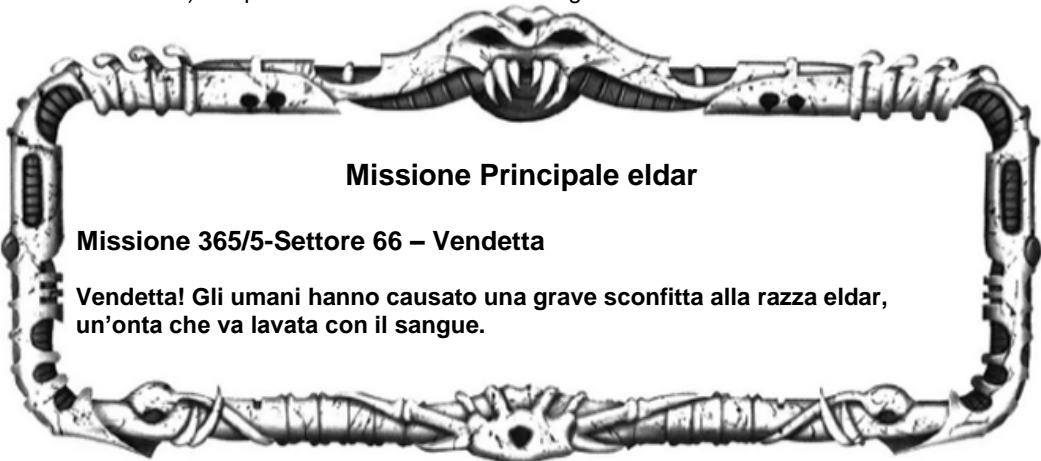 Missione Principale eldar
Missione 365/5-Settore 66 – Vendetta
Vendetta! Gli umani hanno causato una grave sconfitta alla razza eldar,
un’onta che va lavata con il sangue.